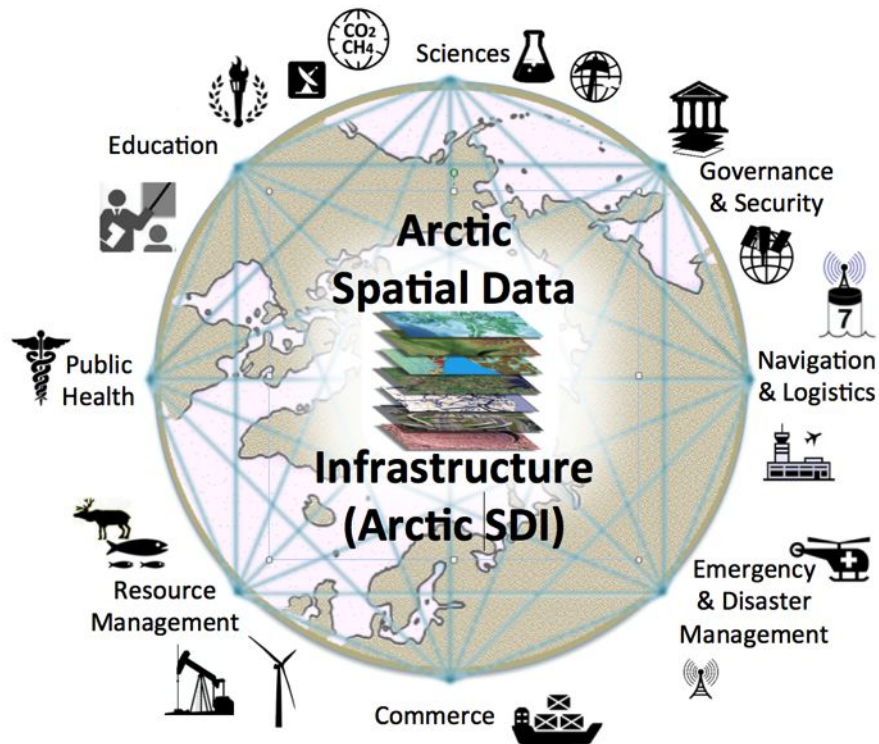 CO2
CH4
Sciences
Education
Governance
& Security
Arctic
Spatial Data
7
Public
Health
Navigation
& Logistics
Infrastructure
(Arctic SDI)
Resource
Management
Emergency
& Disaster
Management
Commerce